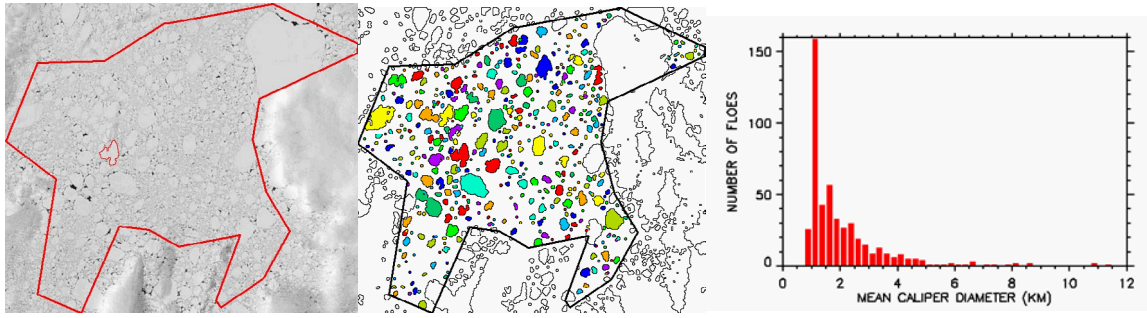 150
100
50
0
NUMBER OF FLOES
0 2 4 6 8 10 12
MEAN CALIPER DIAMETER (KM)